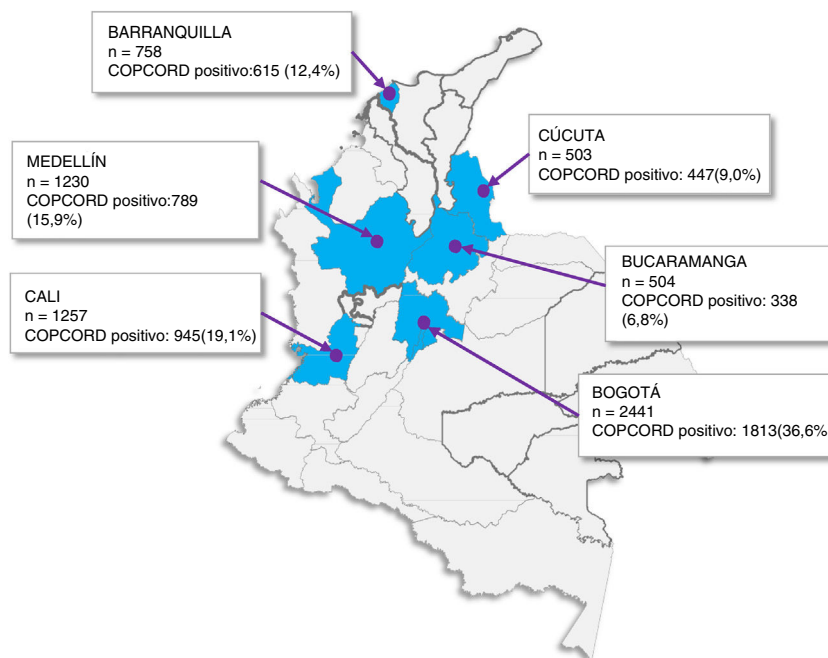 BARRANQUILLA
n = 758
COPCORD positivo:615 (12,4%)
CÚCUTA
n = 503
COPCORD positivo: 447(9,0%)
MEDELLÍN
n = 1230
COPCORD positivo:789
(15,9%)
BUCARAMANGA
n = 504
COPCORD positivo: 338
(6,8%)
CALI
n = 1257
COPCORD positivo: 945(19,1%)
BOGOTÁ
n = 2441
COPCORD positivo: 1813(36,6%